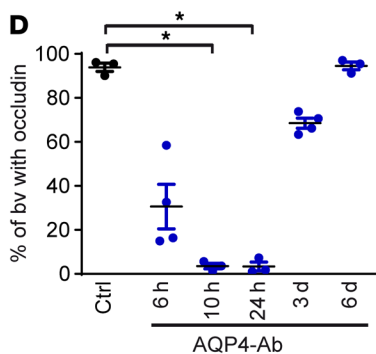 D
*
*
% of bv with occludin
100
80
60
40
20
0
Ctrl
6 h
10 h
24 h
3 d
6 d
AQP4-Ab